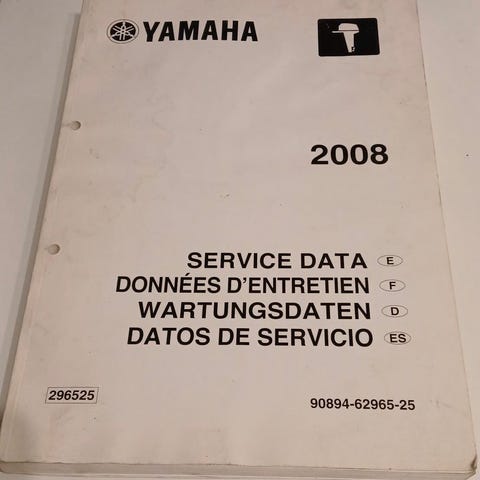 YAMAHA
2008
SERVICE DATA E
DONNÉES D'ENTRETIEN F
WARTUNGSDATEN D
DATOS DE SERVICIO ES
296525
90894-62965-25